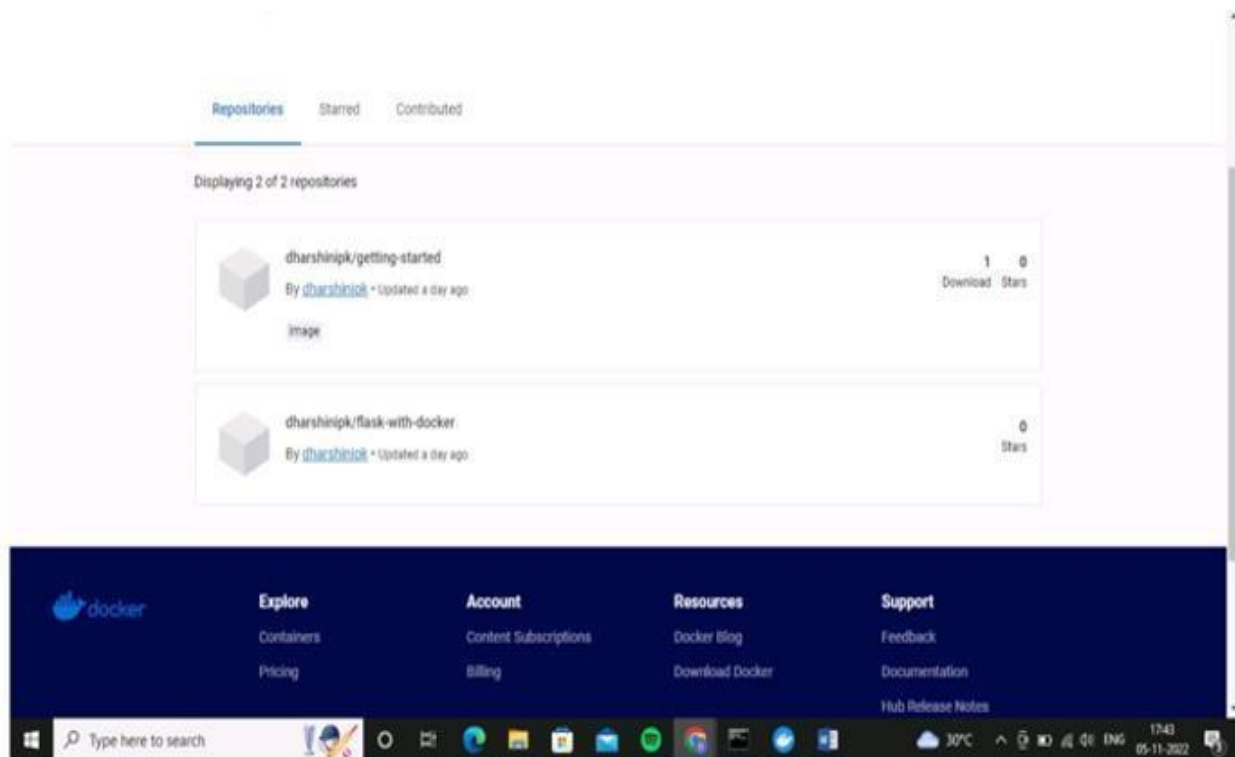 Repositories Starred Contributed
Displaying 2 of 2 repositories
dharshinipk/getting-started
By dharshinipk • Updated a day ago
Image
1 0
Download Stars
dharshinipk/flask-with-docker
By dharshinipk • Updated a day ago
0
Stars
docker
Explore Account Resources Support
Containers Content Subscriptions Docker Blog Feedback
Pricing Billing Download Docker Documentation
Hub Release Notes
Type here to search
30°C ENG 17:43
05-11-2022